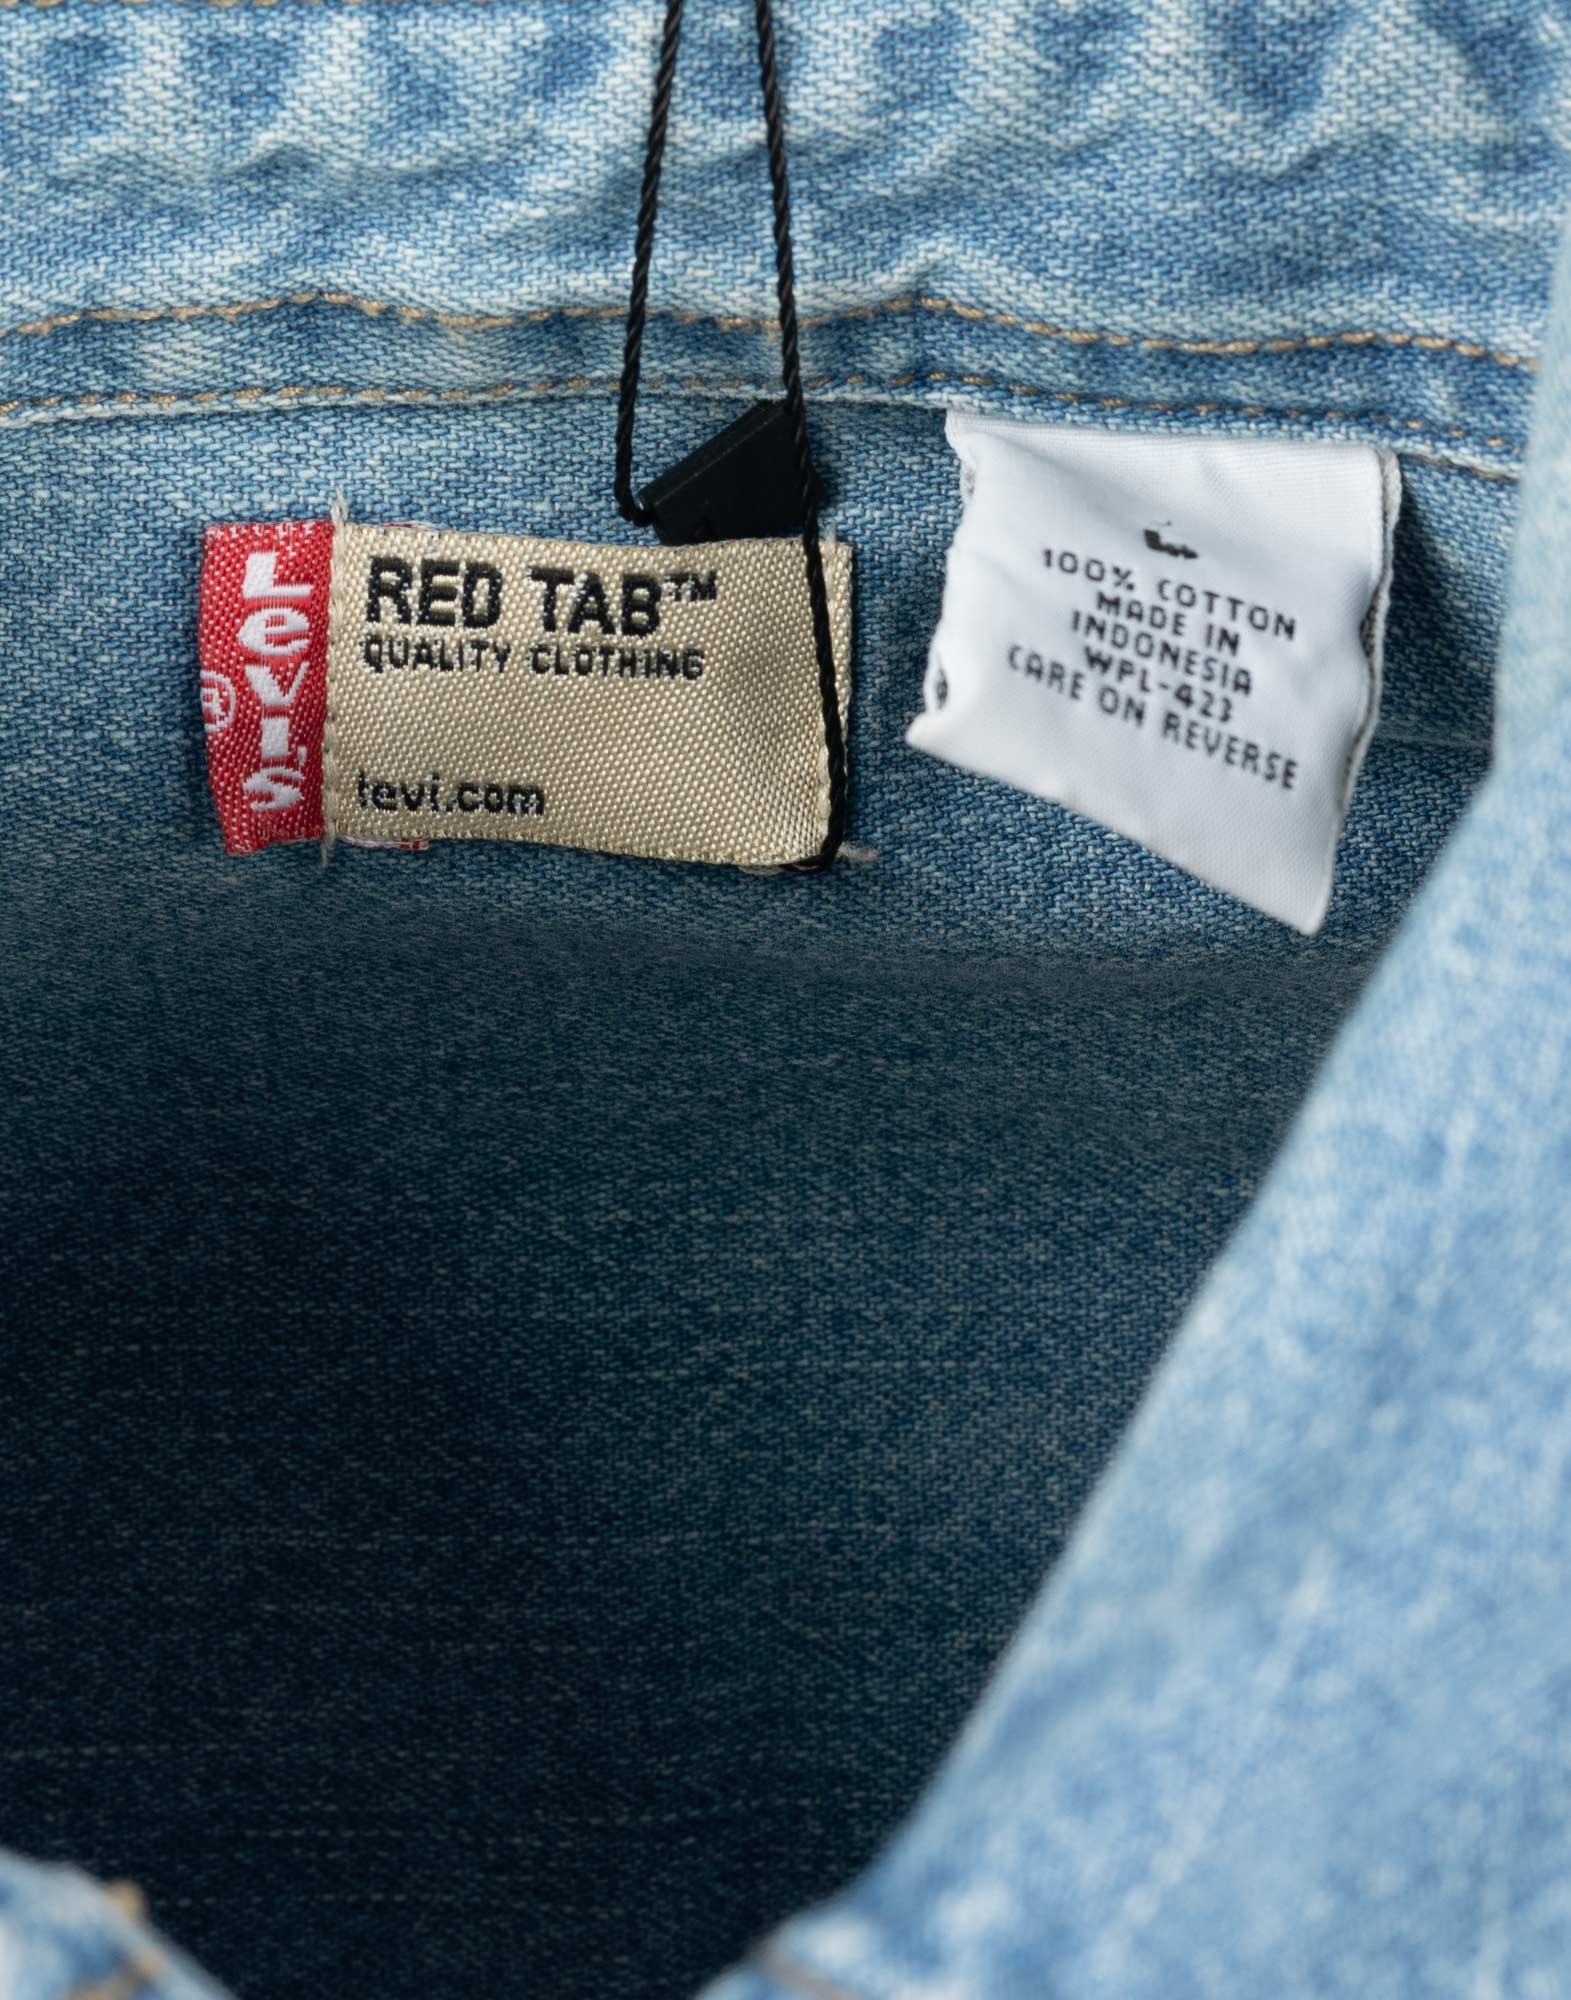 Levi's
®
RED TAB™
QUALITY CLOTHING
levi.com
100% COTTON
MADE IN
INDONESIA
WPL-423
CARE ON REVERSE